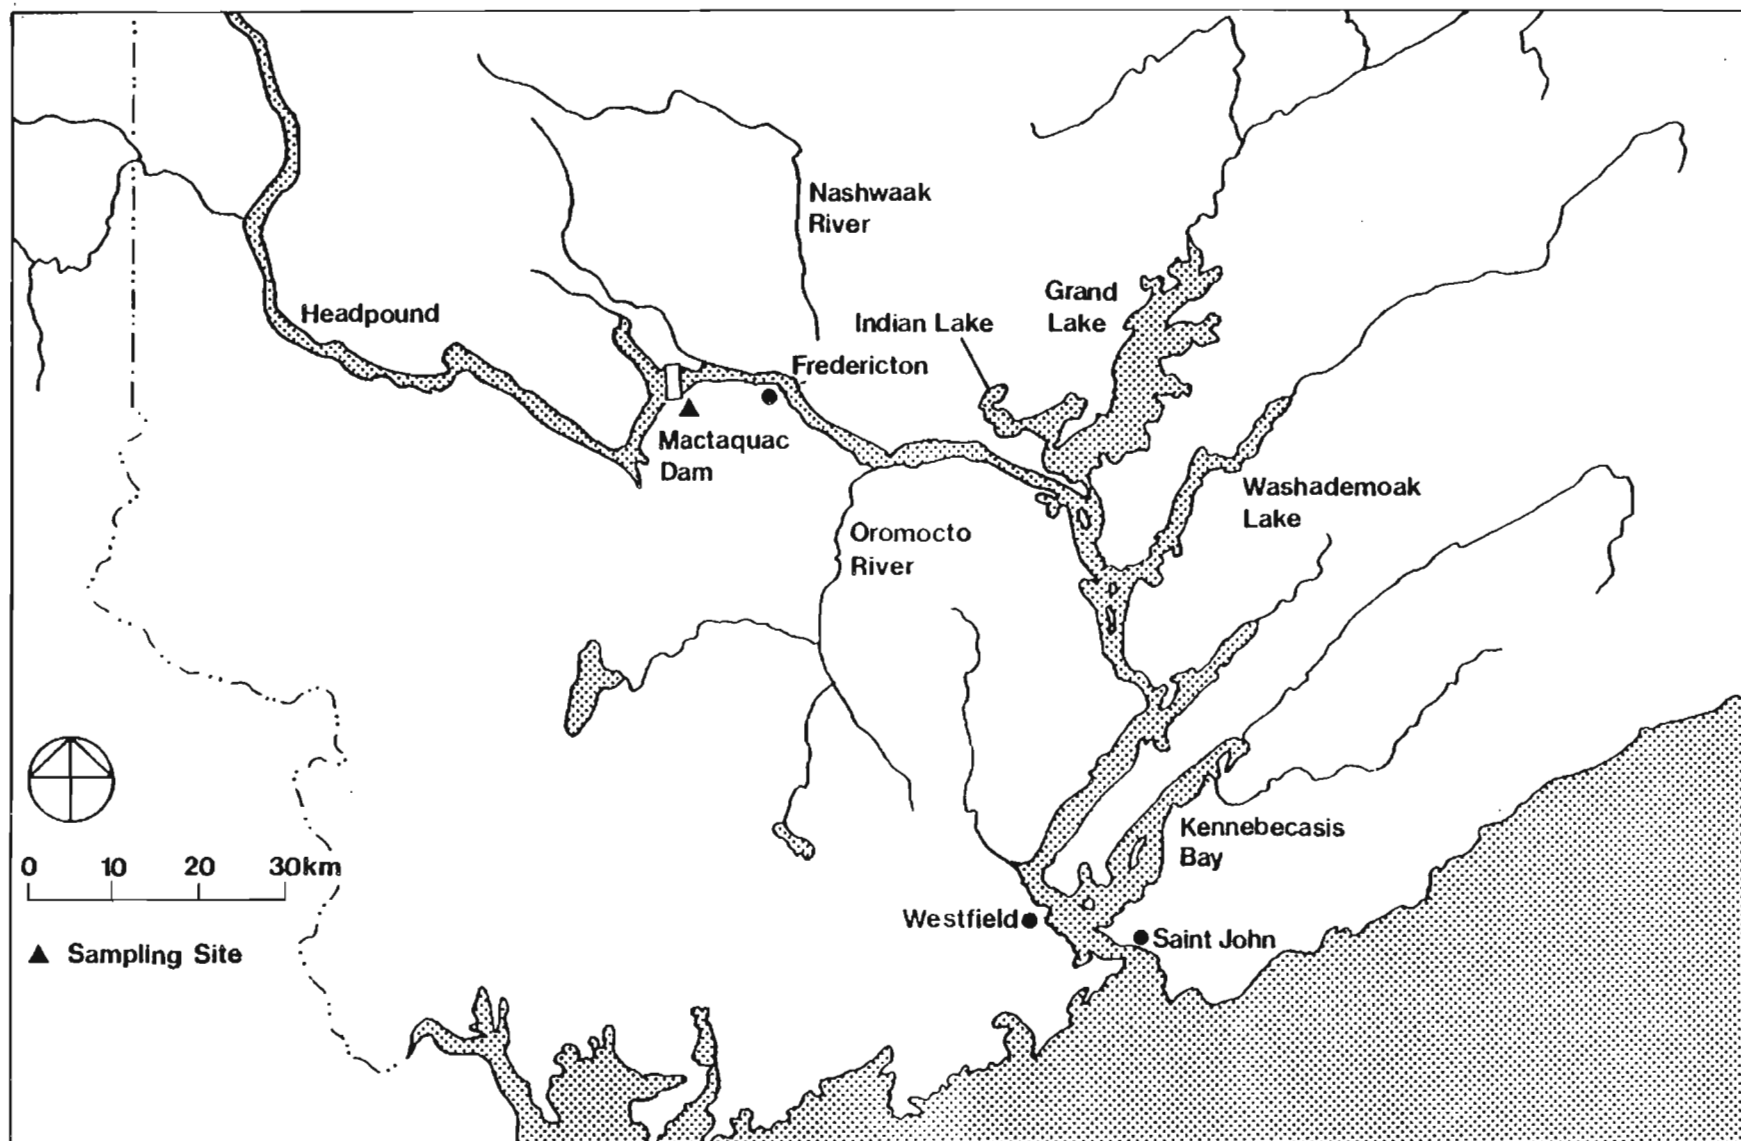 Nashwaak
River
Headpound
Grand
Lake
Indian Lake
Fredericton
Mactaquac
Dam
Washademoak
Lake
Oromocto
River
Kennebecasis
Bay
0 10 20 30km
Westfield
Saint John
Sampling Site